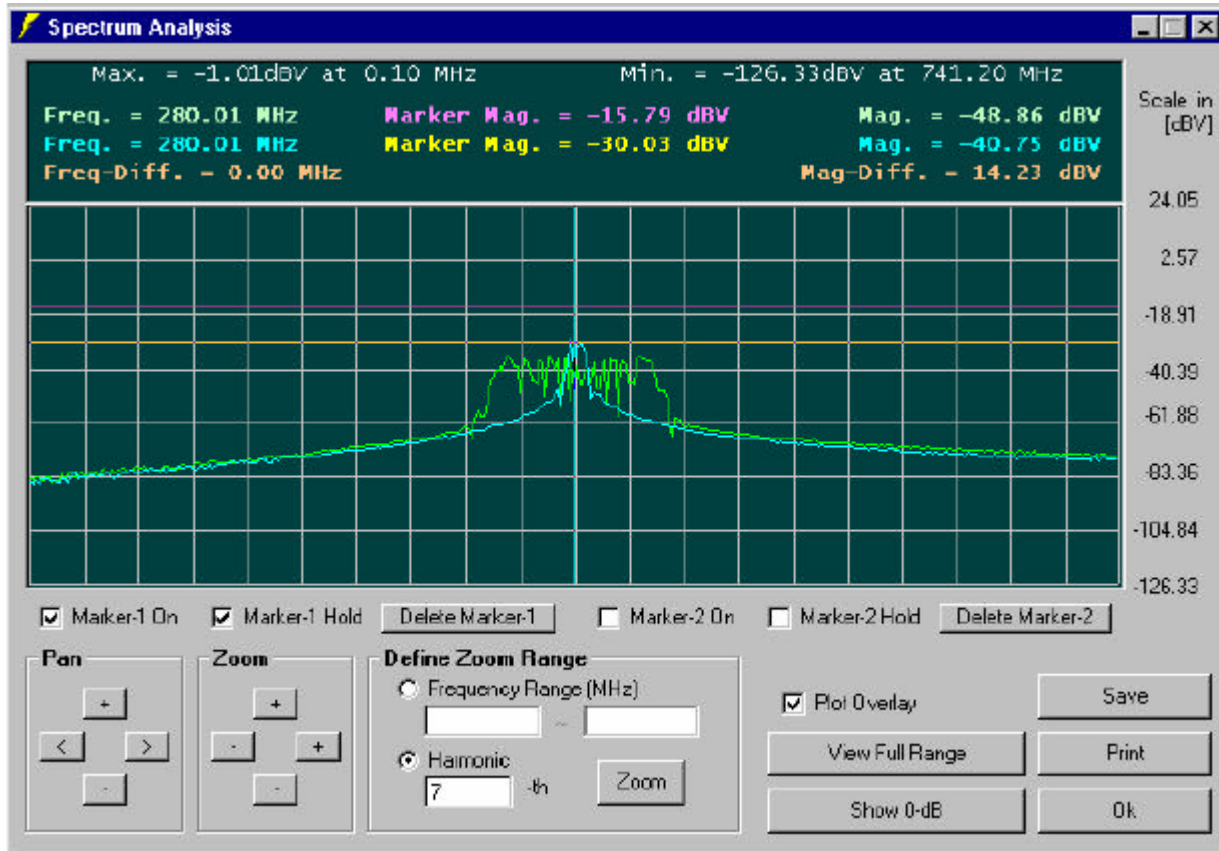 Spectrum Analysis
Max. = -1.01dBV at 0.10 MHz Min. = -126.33dBV at 741.20 MHz
Freq. = 280.01 MHz Marker Mag. = -15.79 dBV Mag. = -48.86 dBV
Freq. = 280.01 MHz Marker Mag. = -30.03 dBV Mag. = -40.75 dBV
Freq-Diff. - 0.00 MHz Mag-Diff. - 14.23 dBV
Scale in
[dBV]
24.05
2.57
-18.91
-40.39
-61.88
-83.36
-104.84
-126.33
Marker-1 On Marker-1 Hold Delete Marker-1 Marker-2 On Marker-2 Hold Delete Marker-2
Pan Zoom Define Zoom Range
+ + Frequency Range (MHz)
~
< > - +
Harmonic
- - 7 -th Zoom
Plot Overlay Save
View Full Range Print
Show 0-dB Ok